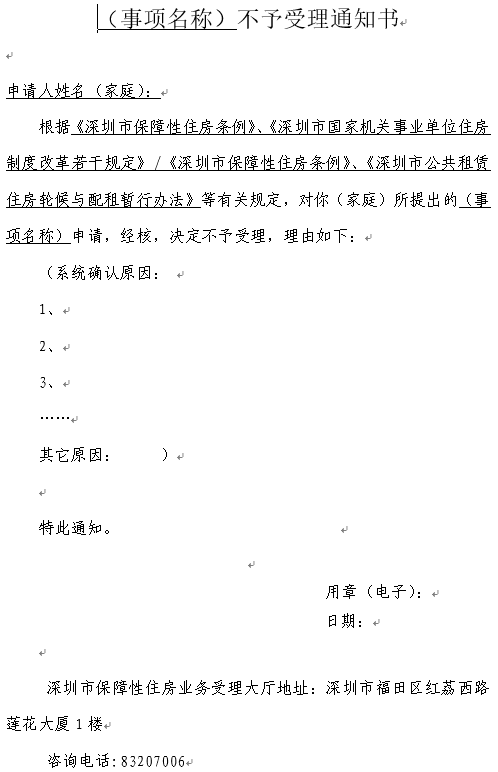 （事项名称）不予受理通知书
申请人姓名（家庭）：
根据《深圳市保障性住房条例》、《深圳市国家机关事业单位住房
制度改革若干规定》/《深圳市保障性住房条例》、《深圳市公共租赁
住房轮候与配租暂行办法》等有关规定，对你（家庭）所提出的（事
项名称）申请，经核，决定不予受理，理由如下：
（系统确认原因：
1、
2、
3、
……
其它原因：　　）
特此通知。
用章（电子）：
日期：
深圳市保障性住房业务受理大厅地址：深圳市福田区红荔西路
莲花大厦1楼
咨询电话：83207006